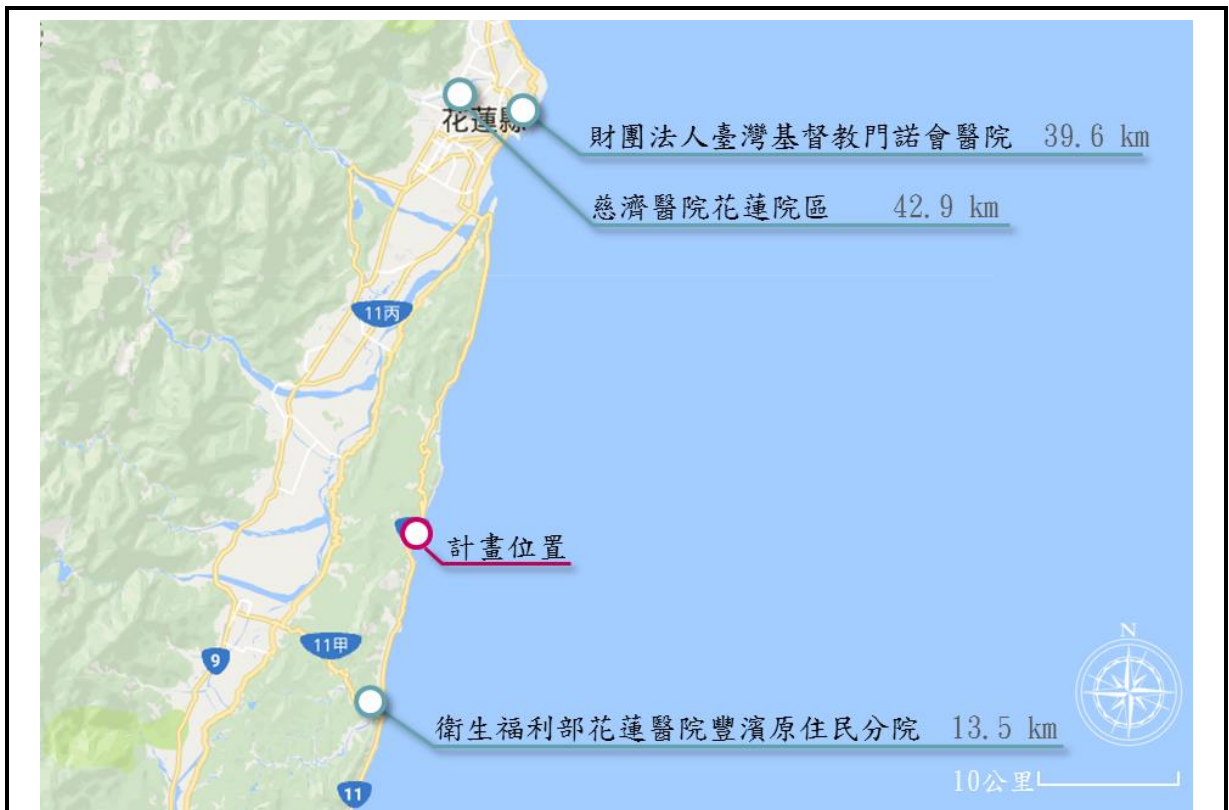 花蓮縣
財團法人臺灣基督教門諾會醫院 39.6 km
慈濟醫院花蓮院區 42.9 km
11丙
計畫位置
11甲
9
衛生福利部花蓮醫院豐濱原住民分院 13.5 km
N
10公里
11